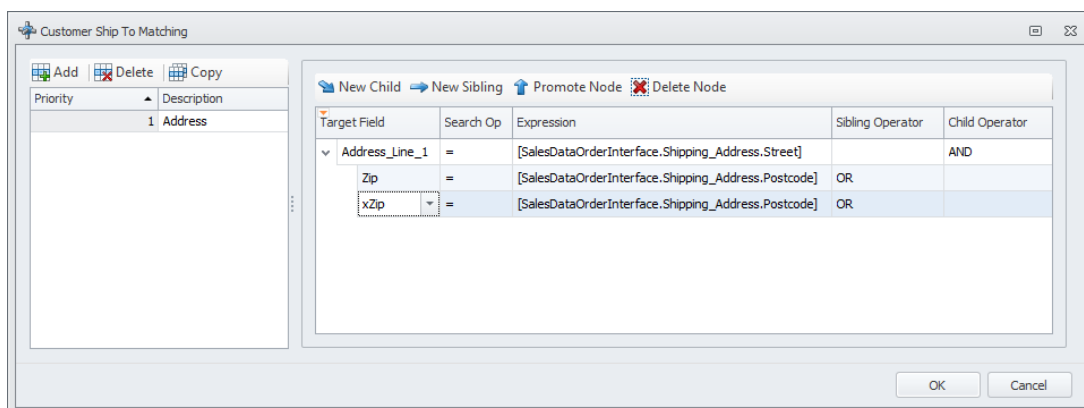 Customer Ship To Matching
Add Delete Copy
Priority Description
1 Address
New Child New Sibling Promote Node Delete Node
Target Field Search Op Expression Sibling Operator Child Operator
Address_Line_1 = [SalesDataOrderInterface.Shipping_Address.Street] AND
Zip = [SalesDataOrderInterface.Shipping_Address.Postcode] OR
xZip = [SalesDataOrderInterface.Shipping_Address.Postcode] OR
OK Cancel